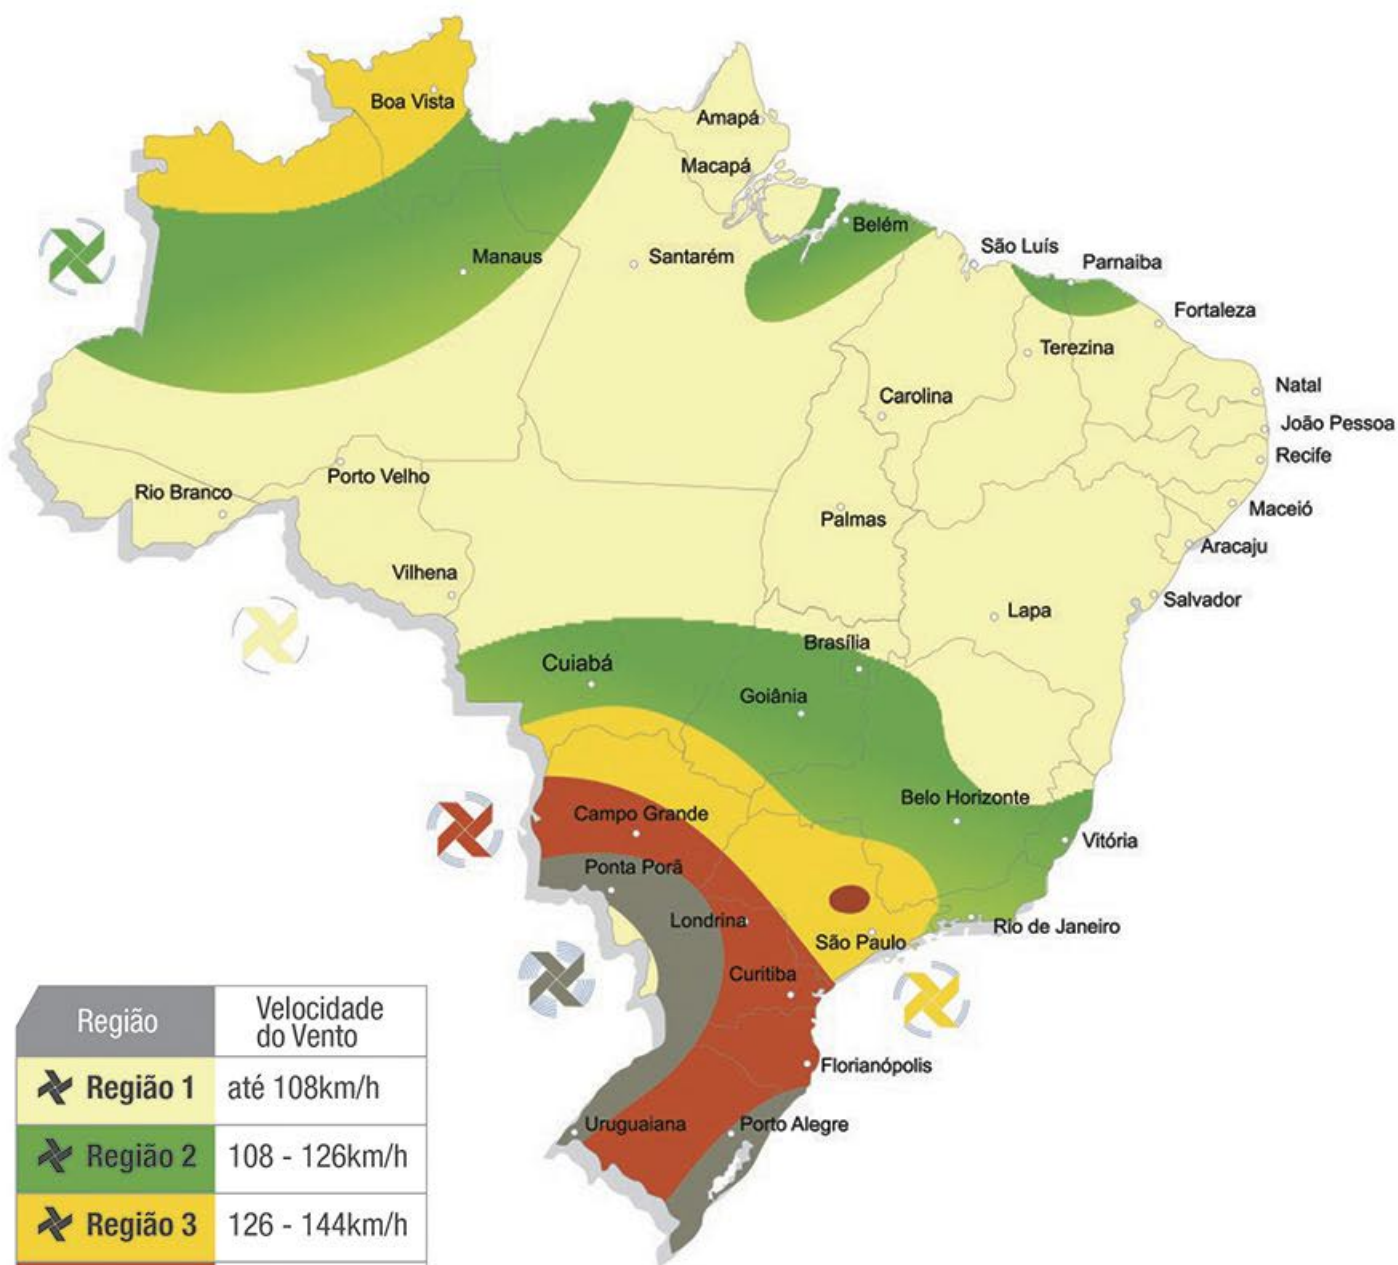 Boa Vista
Amapá
Macapá
Belém
Manaus
Santarém
São Luís
Parnaiba
Fortaleza
Terezina
Natal
Carolina
João Pessoa
Recife
Porto Velho
Rio Branco
Maceió
Palmas
Aracaju
Vilhena
Salvador
Lapa
Brasília
Cuiabá
Goiânia
Belo Horizonte
Campo Grande
Vitória
Ponta Porã
Londrina
Rio de Janeiro
São Paulo
Curitiba
Florianópolis
Uruguaiana
Porto Alegre
Região
Velocidade
do Vento
Região 1 até 108km/h
Região 2 108 - 126km/h
Região 3 126 - 144km/h